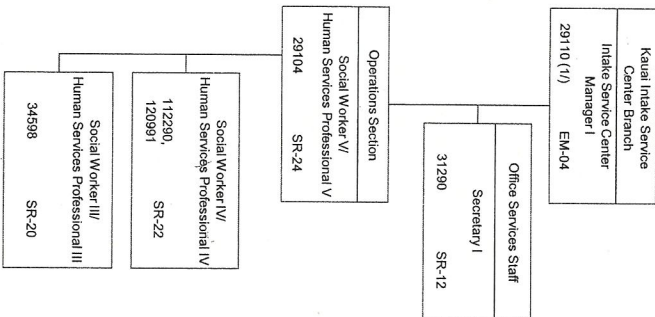 Kauai Intake Service
Center Branch
Intake Service Center
Manager I
29110 (1/) EM-04
Office Services Staff
Secretary I
31290 SR-12
Operations Section
Social Worker V/
Human Services Professional V
29104 SR-24
Social Worker IV/
Human Services Professional IV
112290,
120991 SR-22
Social Worker III/
Human Services Professional III
34598 SR-20